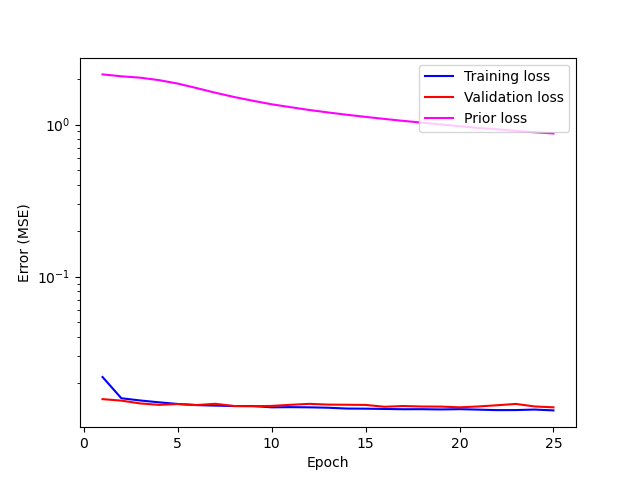 Training loss
Validation loss
Prior loss
10⁰
10⁻¹
Error (MSE)
0 5 10 15 20 25
Epoch